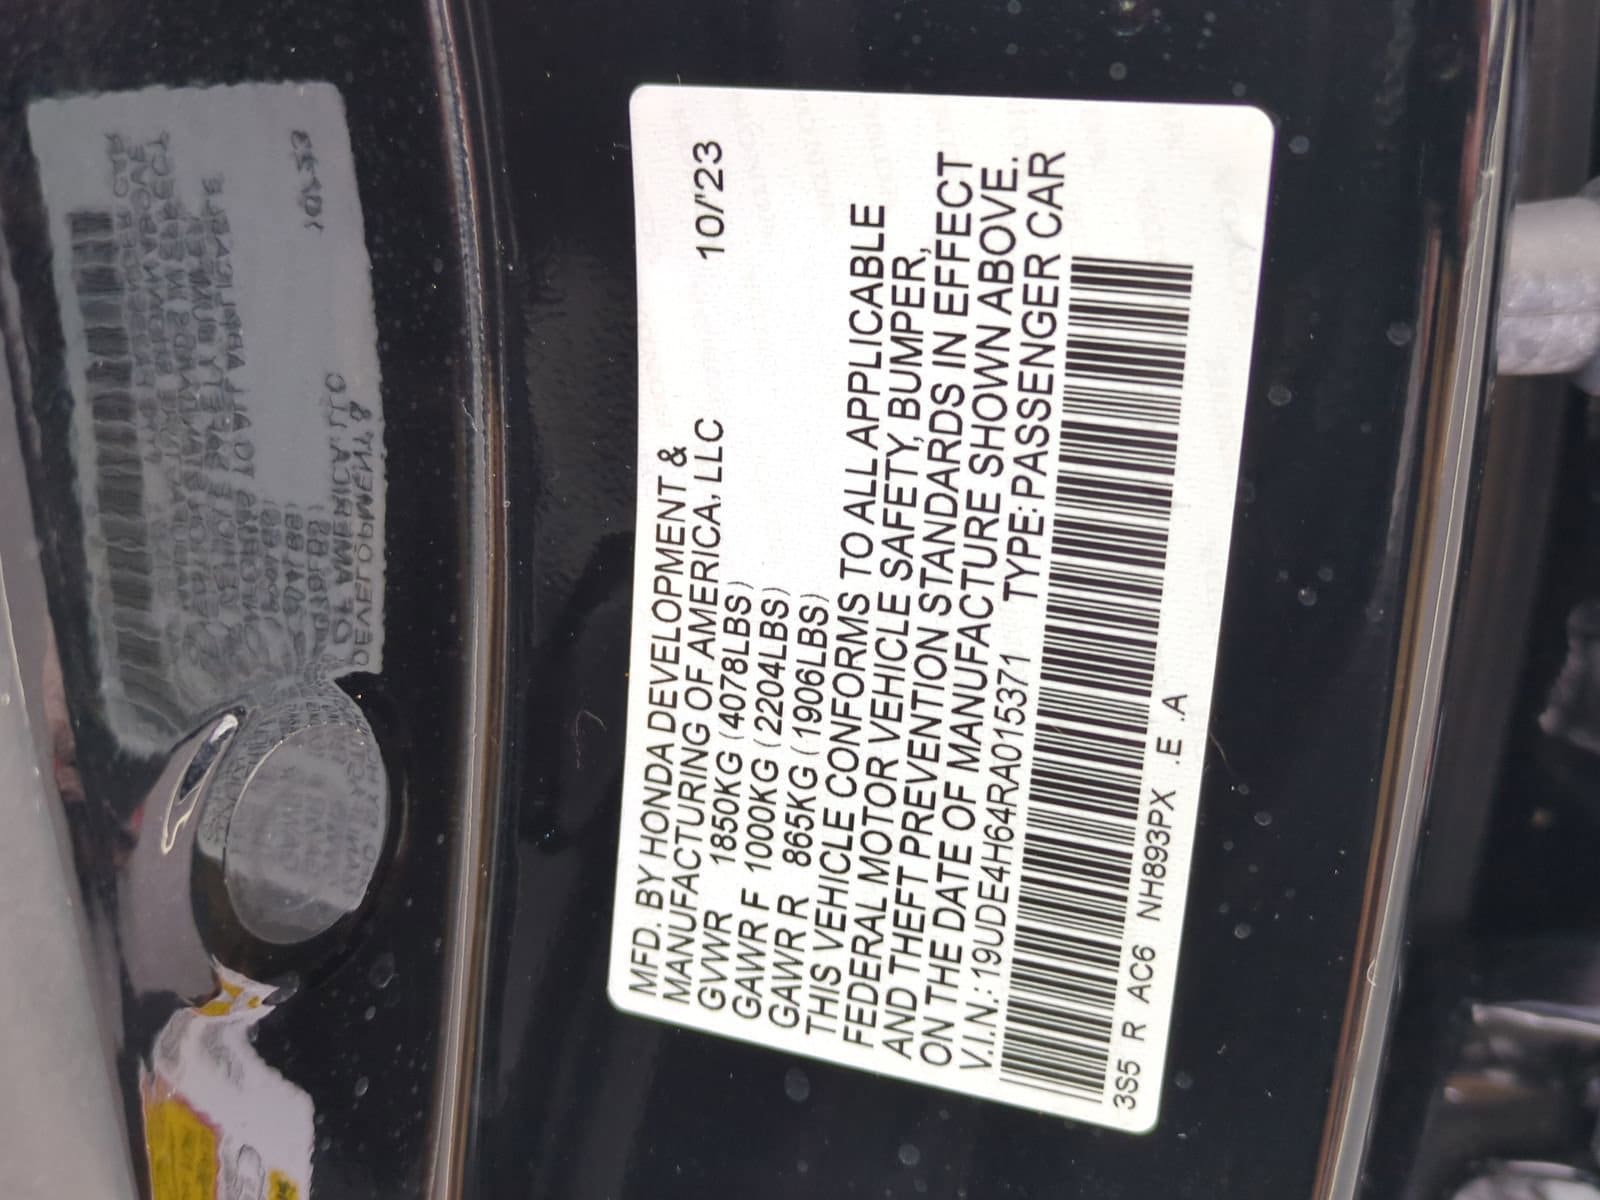 MFD. BY HONDA DEVELOPMENT &
MANUFACTURING OF AMERICA, LLC 10/'23
GVWR 1850KG (4078LBS)
GAWR F 1000KG (2204LBS)
GAWR R 865KG (1906LBS)
THIS VEHICLE CONFORMS TO ALL APPLICABLE
FEDERAL MOTOR VEHICLE SAFETY, BUMPER,
AND THEFT PREVENTION STANDARDS IN EFFECT
ON THE DATE OF MANUFACTURE SHOWN ABOVE.
V.I.N.: 19UDE4H64RA015371 TYPE: PASSENGER CAR
3S5 R AC6 NH893PX .E .A